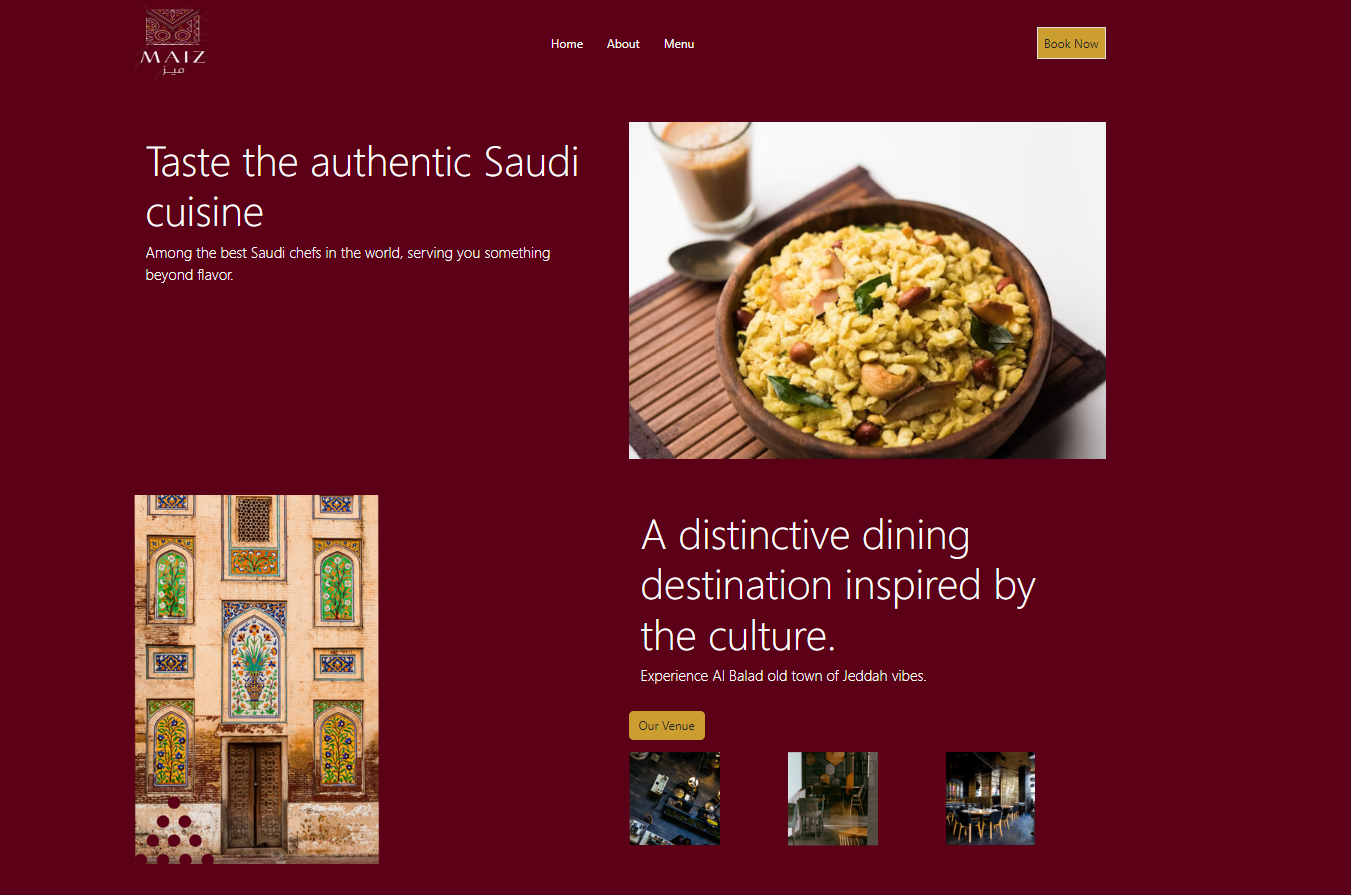 MAIZ
ميز
Home About Menu Book Now
Taste the authentic Saudi
cuisine
Among the best Saudi chefs in the world, serving you something
beyond flavor.
A distinctive dining
destination inspired by
the culture.
Experience Al Balad old town of Jeddah vibes.
Our Venue